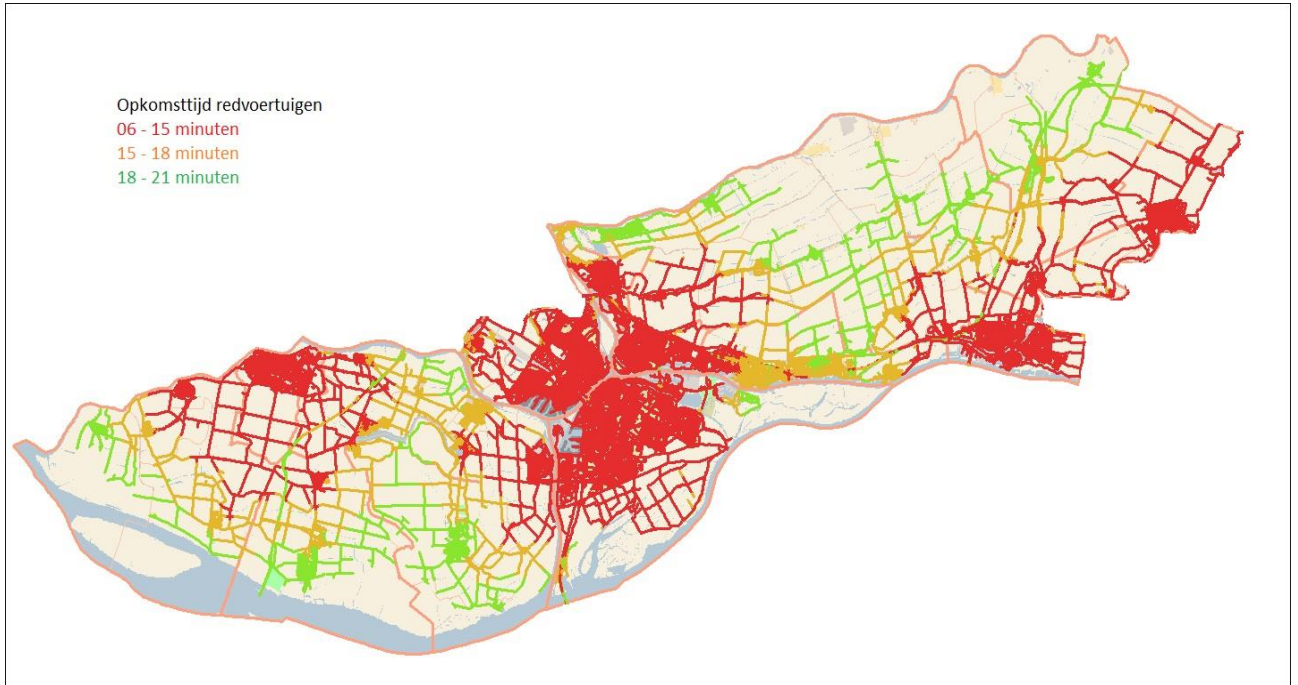 Opkomsttijd redvoertuigen
06 - 15 minuten
15 - 18 minuten
18 - 21 minuten